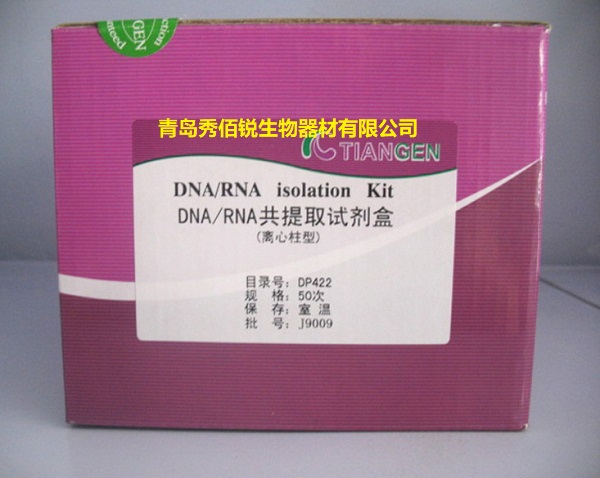 GEN
青岛秀佰锐生物器材有限公司
TIANGEN
DNA/RNA isolation Kit
DNA/RNA共提取试剂盒
(离心柱型)
目录号：DP422
规 格：50次
保 存：室 温
批 号：J9009